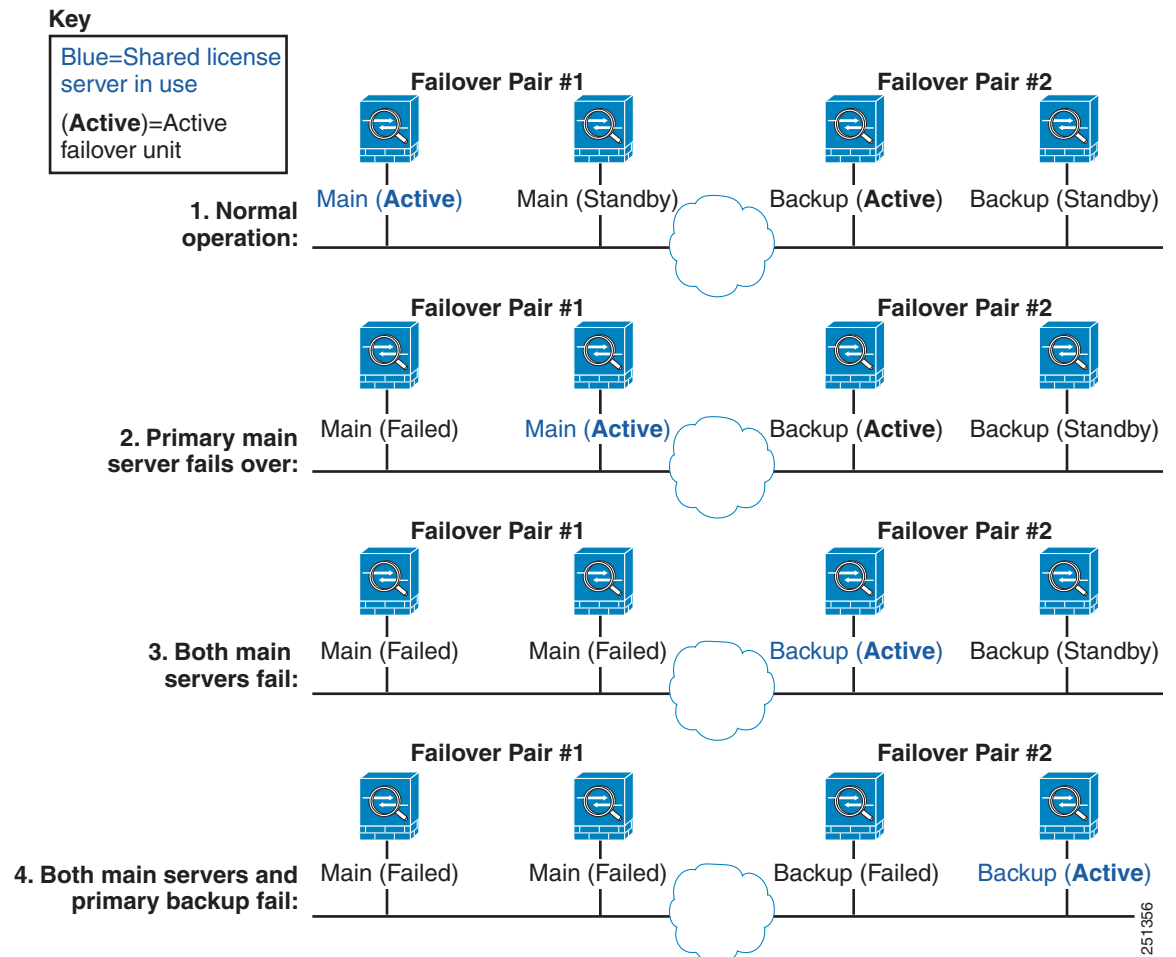 Key
Blue=Shared license
server in use
(Active)=Active
failover unit
Failover Pair #1
Failover Pair #2
1. Normal
operation:
Main (Active)
Main (Standby)
Backup (Active)
Backup (Standby)
Failover Pair #1
Failover Pair #2
2. Primary main
server fails over:
Main (Failed)
Main (Active)
Backup (Active)
Backup (Standby)
Failover Pair #1
Failover Pair #2
3. Both main
servers fail:
Main (Failed)
Main (Failed)
Backup (Active)
Backup (Standby)
Failover Pair #1
Failover Pair #2
4. Both main servers and
primary backup fail:
Main (Failed)
Main (Failed)
Backup (Failed)
Backup (Active)
251356